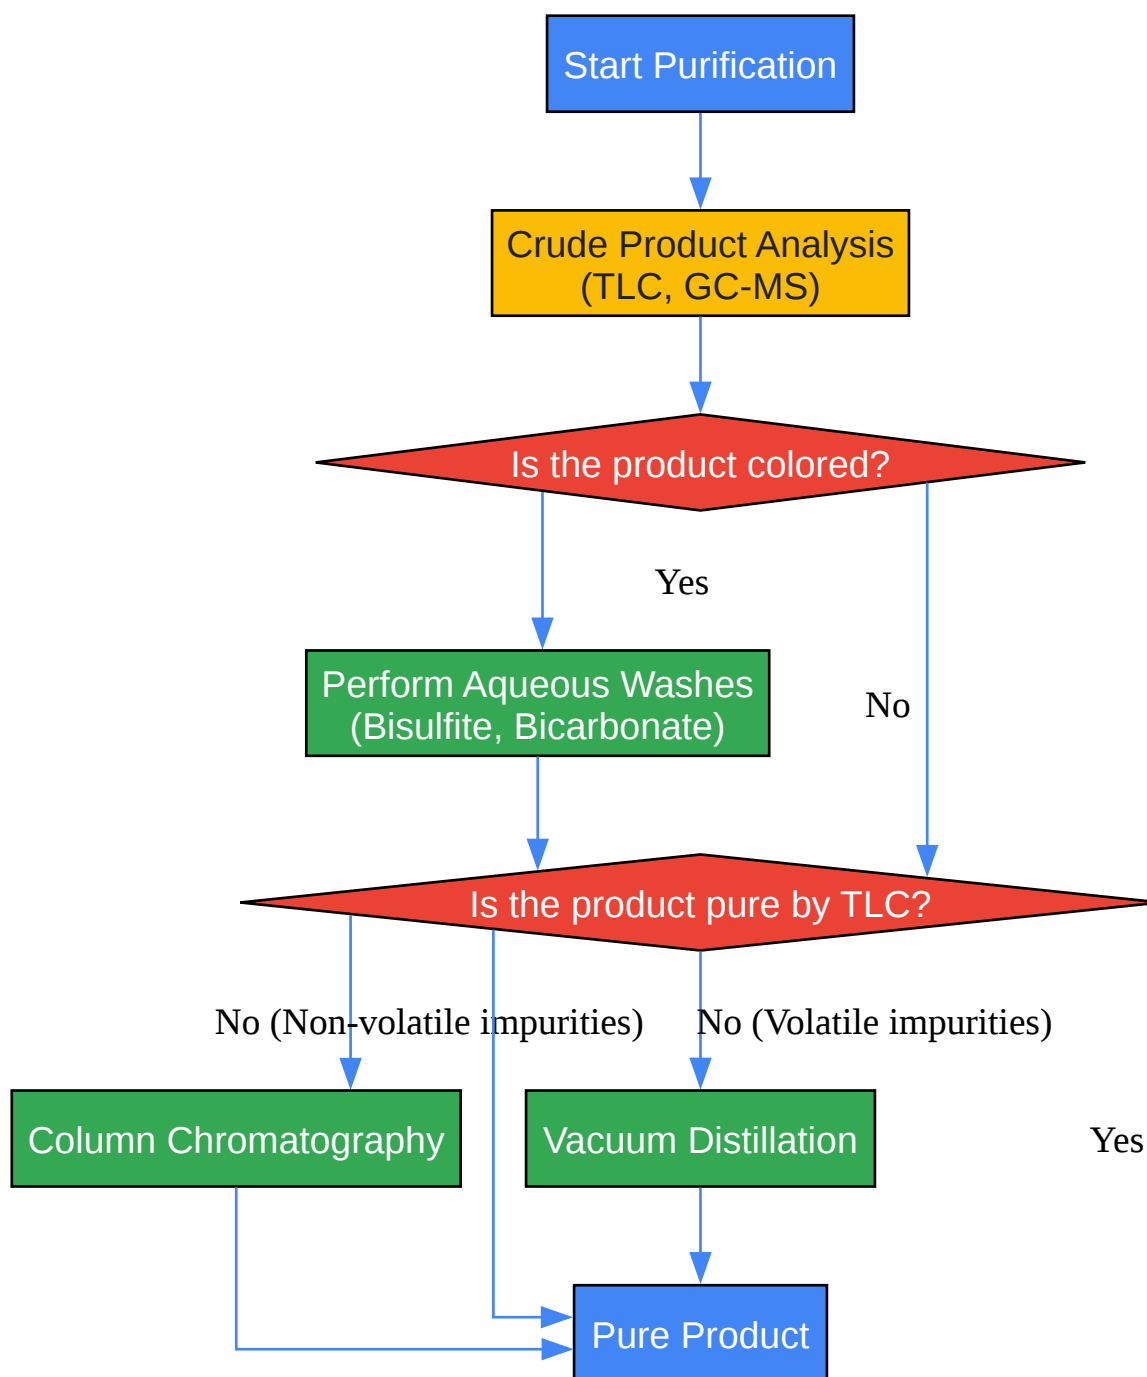 Start Purification
Crude Product Analysis
(TLC, GC-MS)
Is the product colored?
Yes
Perform Aqueous Washes
(Bisulfite, Bicarbonate)
No
Is the product pure by TLC?
No (Non-volatile impurities)
No (Volatile impurities)
Column Chromatography
Vacuum Distillation
Yes
Pure Product